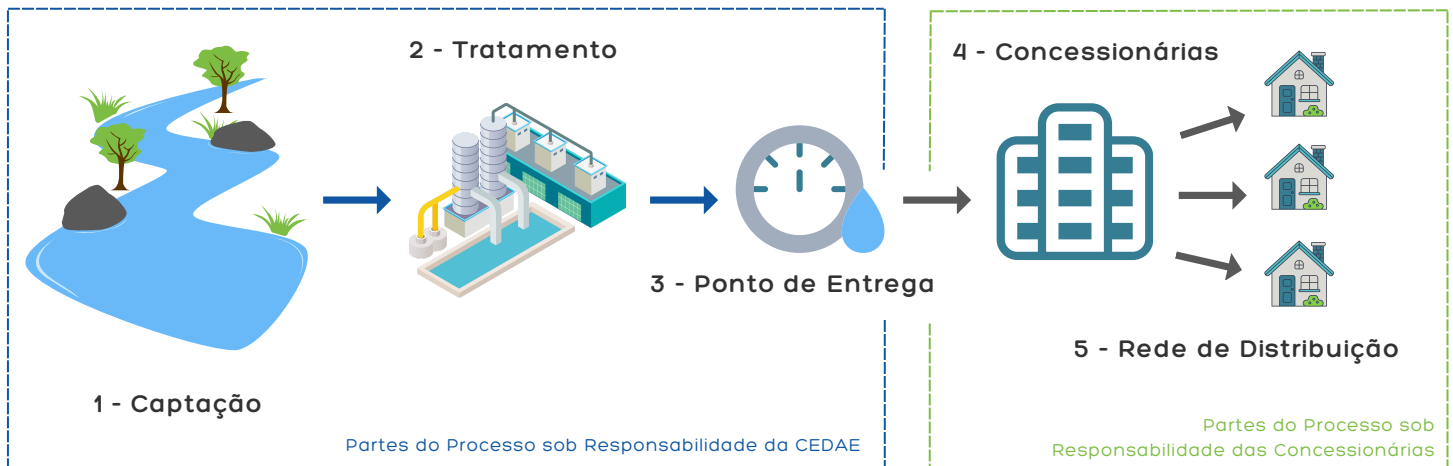 2 - Tratamento
4 - Concessionárias
3 - Ponto de Entrega
5 - Rede de Distribuição
1 - Captação
Partes do Processo sob Responsabilidade da CEDAE
Partes do Processo sob
Responsabilidade das Concessionárias